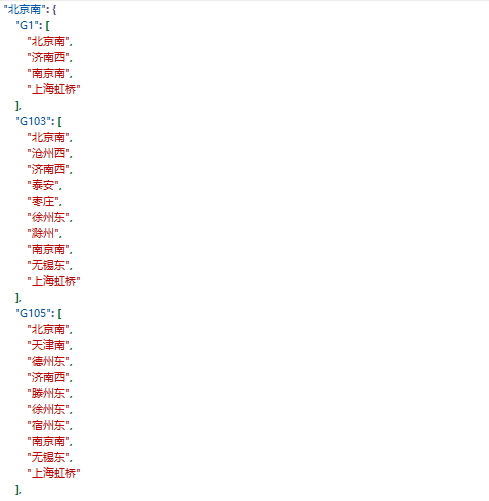 "北京南": {
"G1": [
"北京南",
"济南西",
"南京南",
"上海虹桥"
],
"G103": [
"北京南",
"沧州西",
"济南西",
"泰安",
"枣庄",
"徐州东",
"滁州",
"南京南",
"无锡东",
"上海虹桥"
],
"G105": [
"北京南",
"天津南",
"德州东",
"济南西",
"滕州东",
"徐州东",
"宿州东",
"南京南",
"无锡东",
"上海虹桥"
],